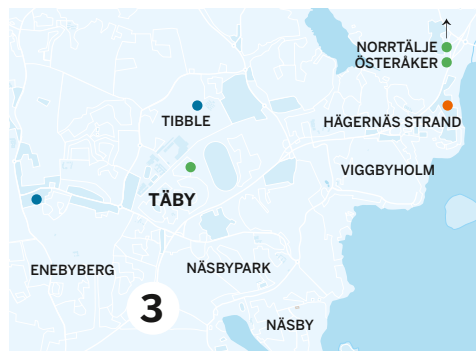 NORRTÄLJE
ÖSTERÅKER
TIBBLE
HÄGERNÄS STRAND
VIGGBYHOLM
TÄBY
ENEBYBERG
NÄSBYPARK
3
NÄSBY